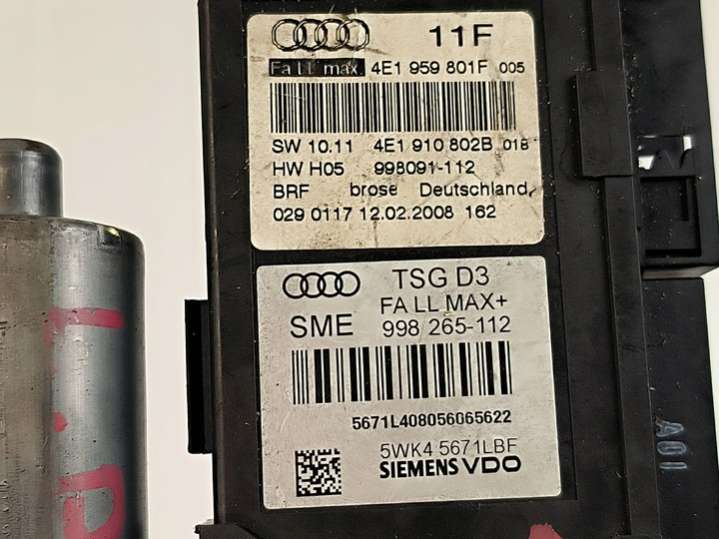 11F
Fa LL max. 4E1 959 801F 005
SW 10.11 4E1 910 802B 018
HW H05 998091-112
BRF brose Deutschland
029 0117 12.02.2008 162
TSG D3
FA LL MAX+
SME 998 265-112
5671L408056065622
5WK4 5671LBF
SIEMENS VDO
A01